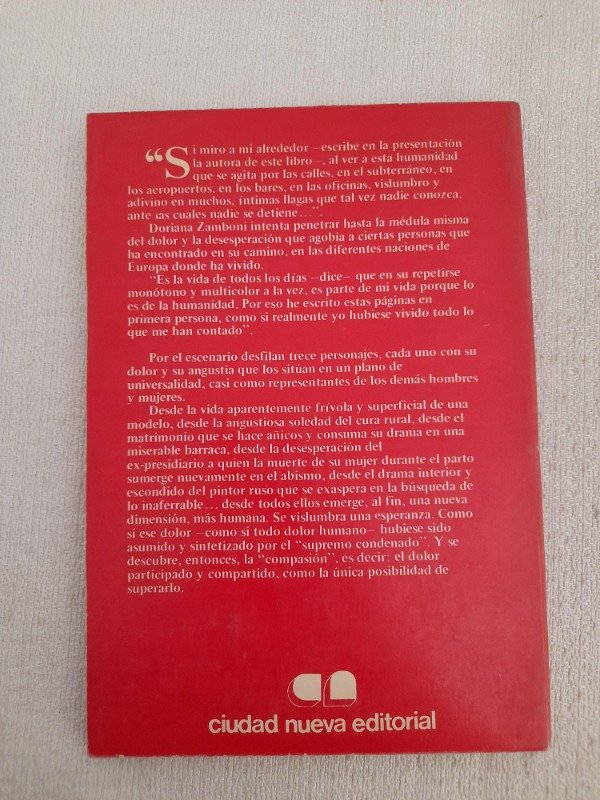 “Si miro a mi alrededor —escribe en la presentación
la autora de este libro—, al ver a esta humanidad
que se agita por las calles, en el subterráneo, en
los aeropuertos, en los bares, en las oficinas, vislumbro y
adivino en muchos, íntimas llagas que tal vez nadie conozca,
ante las cuales nadie se detiene...”.
Doriana Zamboni intenta penetrar hasta la médula misma
del dolor y la desesperación que agobia a ciertas personas que
ha encontrado en su camino, en las diferentes naciones de
Europa donde ha vivido.
“Es la vida de todos los días —dice— que en su repetirse
monótono y multicolor a la vez, es parte de mi vida porque lo
es de la humanidad. Por eso he escrito estas páginas en
primera persona, como si realmente yo hubiese vivido todo lo
que me han contado”.
Por el escenario desfilan trece personajes, cada uno con su
dolor y su angustia que los sitúan en un plano de
universalidad, casi como representantes de los demás hombres
y mujeres.
Desde la vida aparentemente frívola y superficial de una
modelo, desde la angustiosa soledad del cura rural, desde el
matrimonio que se hace añicos y consuma su drama en una
miserable barraca, desde la desesperación del
ex-presidiario a quien la muerte de su mujer durante el parto
sumerge nuevamente en el abismo, desde el drama interior y
escondido del pintor ruso que se exaspera en la búsqueda de
lo inaferrable... desde todos ellos emerge, al fin, una nueva
dimensión, más humana. Se vislumbra una esperanza. Como
si ese dolor —como si todo dolor humano— hubiese sido
asumido y sintetizado por el “supremo condenado”. Y se
descubre, entonces, la “compasión”, es decir: el dolor
participado y compartido, como la única posibilidad de
superarlo.
cn
ciudad nueva editorial